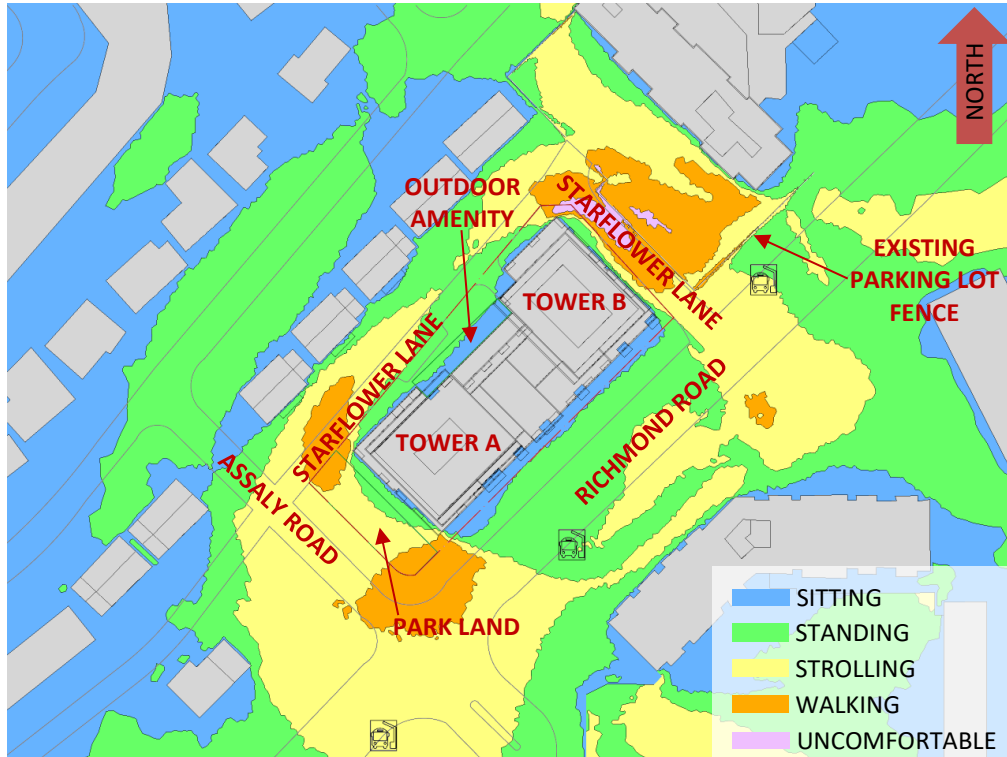 NORTH
OUTDOOR
AMENITY
STARFLOWER LANE
EXISTING
PARKING LOT
FENCE
TOWER B
STARFLOWER LANE
TOWER A
RICHMOND ROAD
ASSALY ROAD
PARK LAND
SITTING
STANDING
STROLLING
WALKING
UNCOMFORTABLE